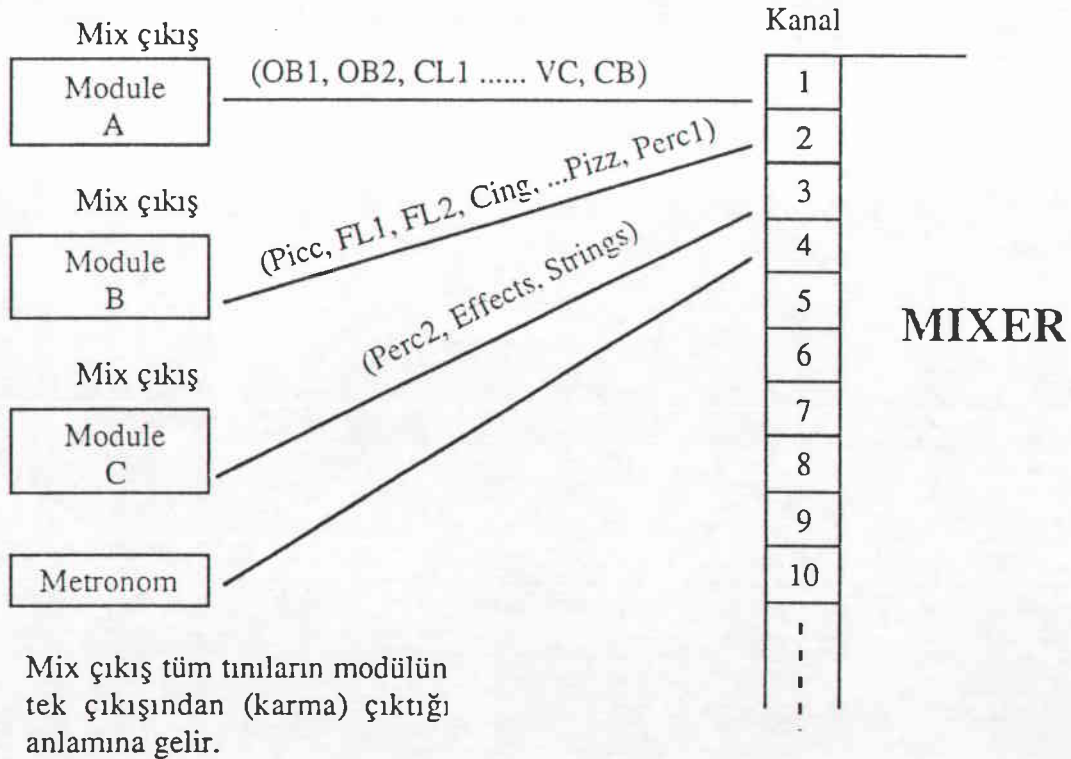 Kanal
Mix çıkış
Module
A
(OB1, OB2, CL1 ...... VC, CB)
Mix çıkış
Module
B
(Picc, FL1, FL2, Cing, ...Pizz, Perc1)
Mix çıkış
Module
C
(Perc2, Effects, Strings)
Metronom
1
2
3
4
5
6
7
8
9
10
MIXER
Mix çıkış tüm tınıların modülün
tek çıkışından (karma) çıktığı
anlamına gelir.